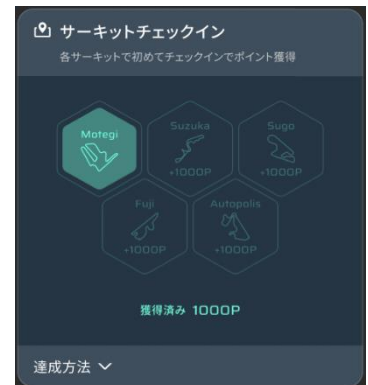 サーキットチェックイン
各サーキットで初めてチェックインでポイント獲得
Motegi
Suzuka
+1000P
Sugo
+1000P
Fuji
+1000P
Autopolis
+1000P
獲得済み 1000P
達成方法